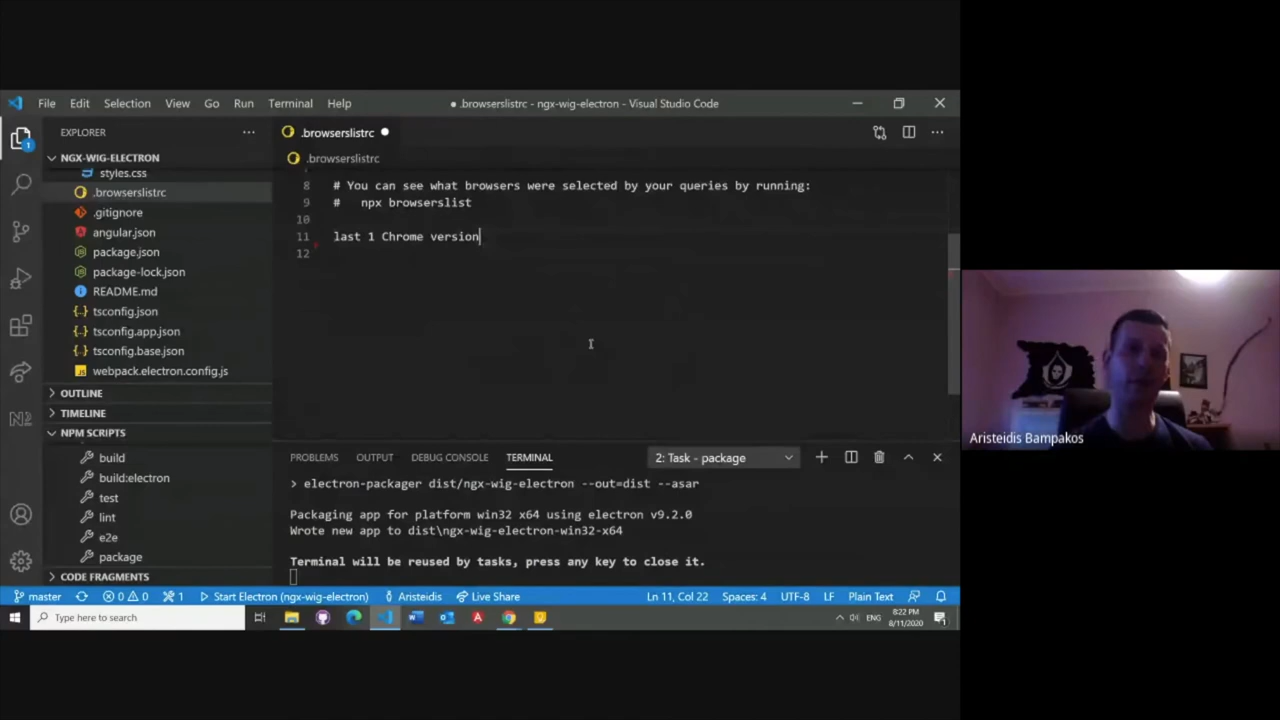 File Edit Selection View Go Run Terminal Help
● .browserslistrc - ngx-wig-electron - Visual Studio Code
EXPLORER
.browserslistrc
NGX-WIG-ELECTRON
.browserslistrc
styles.css
.browserslistrc
.gitignore
angular.json
package.json
package-lock.json
README.md
tsconfig.json
tsconfig.app.json
tsconfig.base.json
webpack.electron.config.js
OUTLINE
TIMELINE
NPM SCRIPTS
build
build:electron
test
lint
e2e
package
CODE FRAGMENTS
8 # You can see what browsers were selected by your queries by running:
9 #   npx browserslist
10
11 last 1 Chrome version
12
PROBLEMS OUTPUT DEBUG CONSOLE TERMINAL
2: Task - package
> electron-packager dist/ngx-wig-electron --out=dist --asar
Packaging app for platform win32 x64 using electron v9.2.0
Wrote new app to dist\ngx-wig-electron-win32-x64
Terminal will be reused by tasks, press any key to close it.
master 0 0 1 Start Electron (ngx-wig-electron) Aristeidis Live Share Ln 11, Col 22 Spaces: 4 UTF-8 LF Plain Text
Type here to search
ENG
8:22 PM
8/11/2020
Aristeidis Bampakos